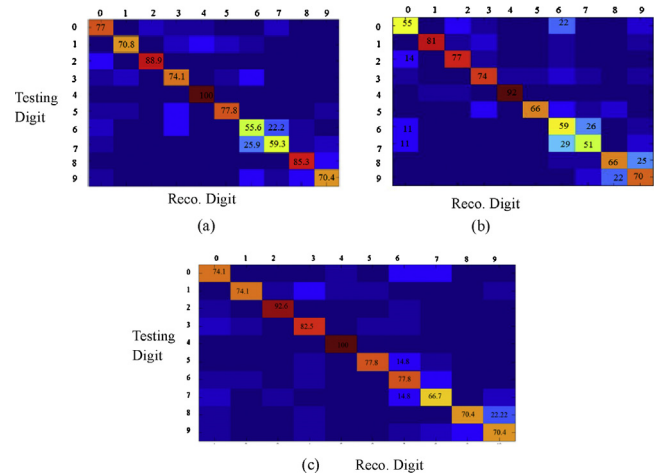 0 1 2 3 4 5 6 7 8 9
0 77
1 70.8
2 88.9
3 74.1
4 100
5 77.8
6 55.6 22.2
7 25.9 59.3
8 85.3
9 70.4
Testing
Digit
Reco. Digit
(a)
0 1 2 3 4 5 6 7 8 9
0 55 22
1 81
2 14 77
3 74
4 92
5 66
6 11 59 26
7 11 29 51
8 66 25
9 22 70
Reco. Digit
(b)
0 1 2 3 4 5 6 7 8 9
0 74.1
1 74.1
2 92.6
3 82.5
4 100
5 77.8 14.8
6 77.8
7 14.8 66.7
8 70.4 22.22
9 70.4
Testing
Digit
(c) Reco. Digit